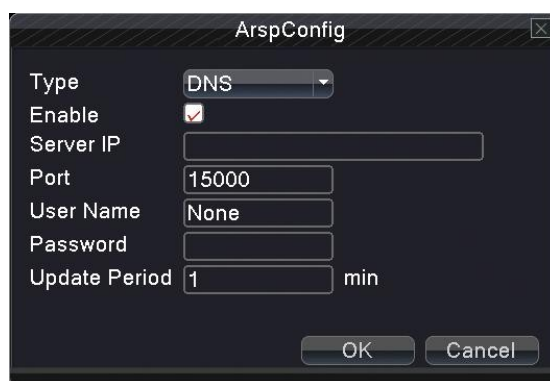 ArspConfig
Type DNS
Enable
Server IP
Port 15000
User Name None
Password
Update Period 1 min
OK Cancel